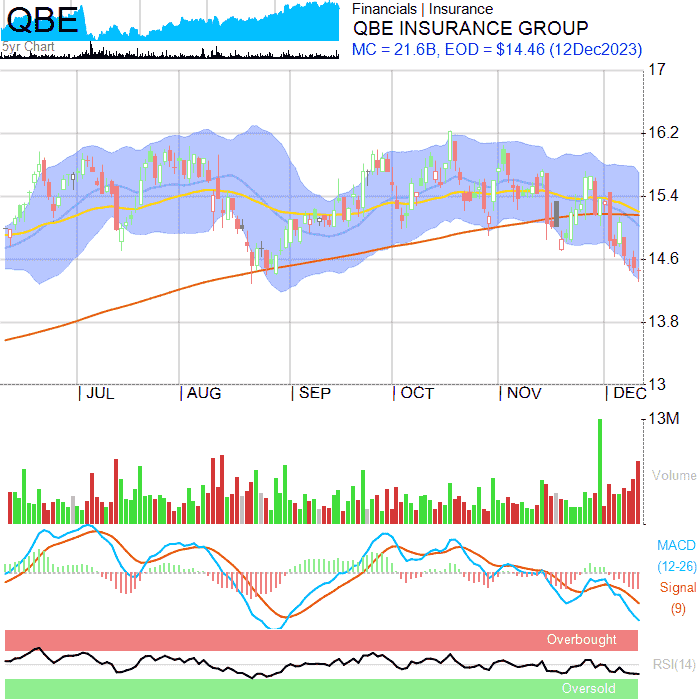 QBE
5yr Chart
Financials | Insurance
QBE INSURANCE GROUP
MC = 21.6B, EOD = $14.46 (12Dec2023)
17
16.2
15.4
14.6
13.8
13
| JUL | AUG | SEP | OCT | NOV | DEC
13M
Volume
MACD
(12-26)
Signal
(9)
Overbought
RSI(14)
Oversold